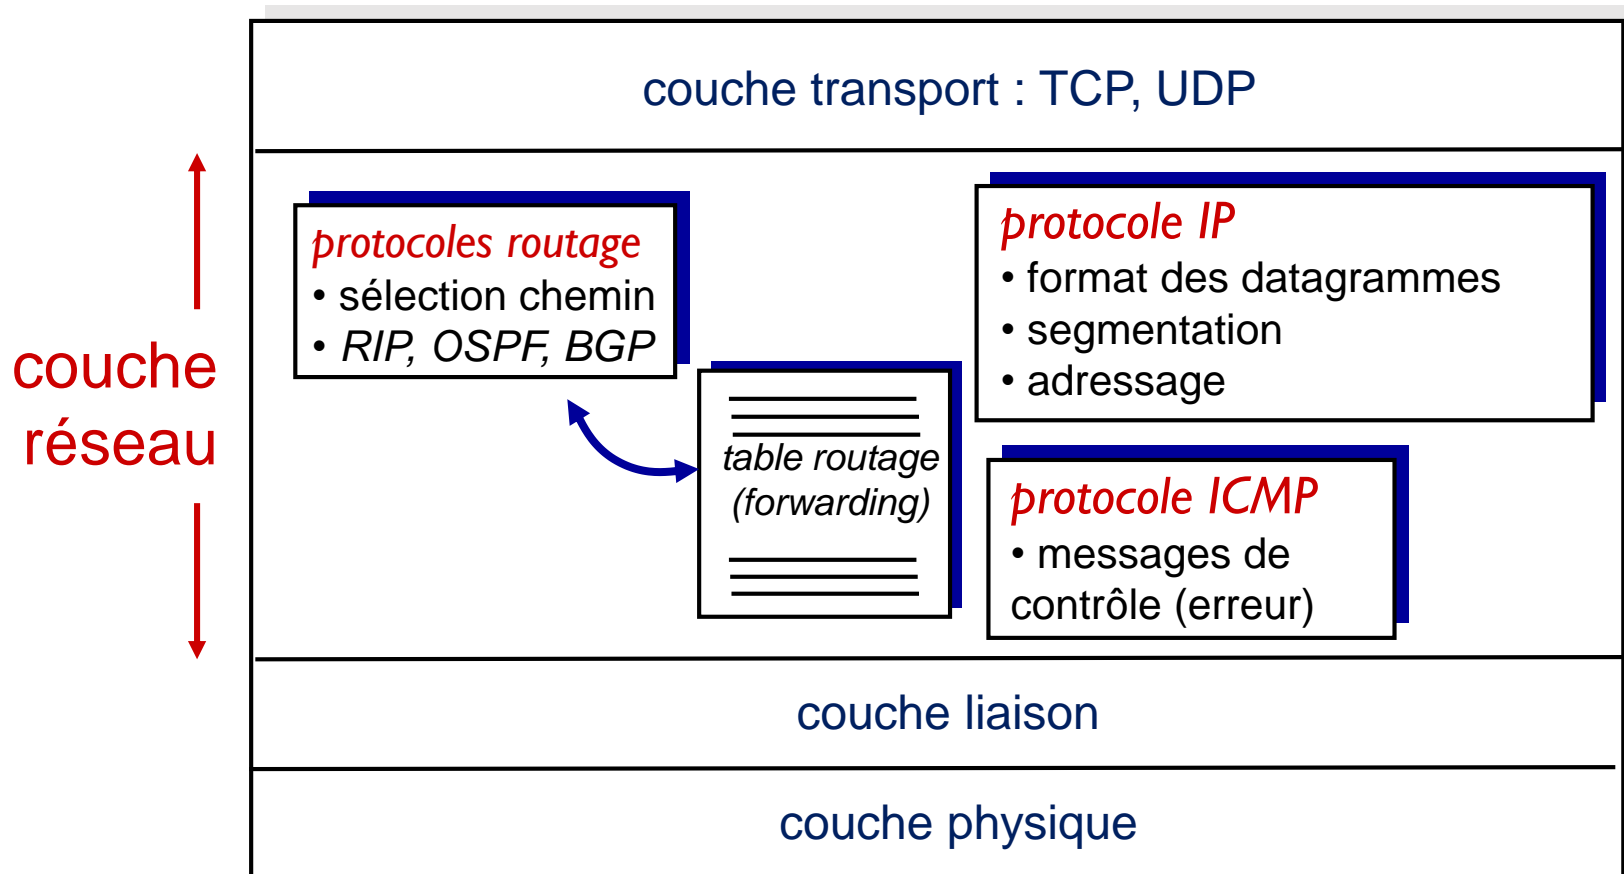 couche transport : TCP, UDP
couche
réseau
protocoles routage
• sélection chemin
• RIP, OSPF, BGP
table routage
(forwarding)
protocole IP
• format des datagrammes
• segmentation
• adressage
protocole ICMP
• messages de
contrôle (erreur)
couche liaison
couche physique